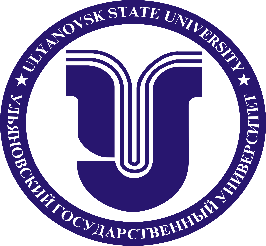 ★ ULYANOVSK STATE UNIVERSITY ★
УЛЬЯНОВСКИЙ ГОСУДАРСТВЕННЫЙ УНИВЕРСИТЕТ